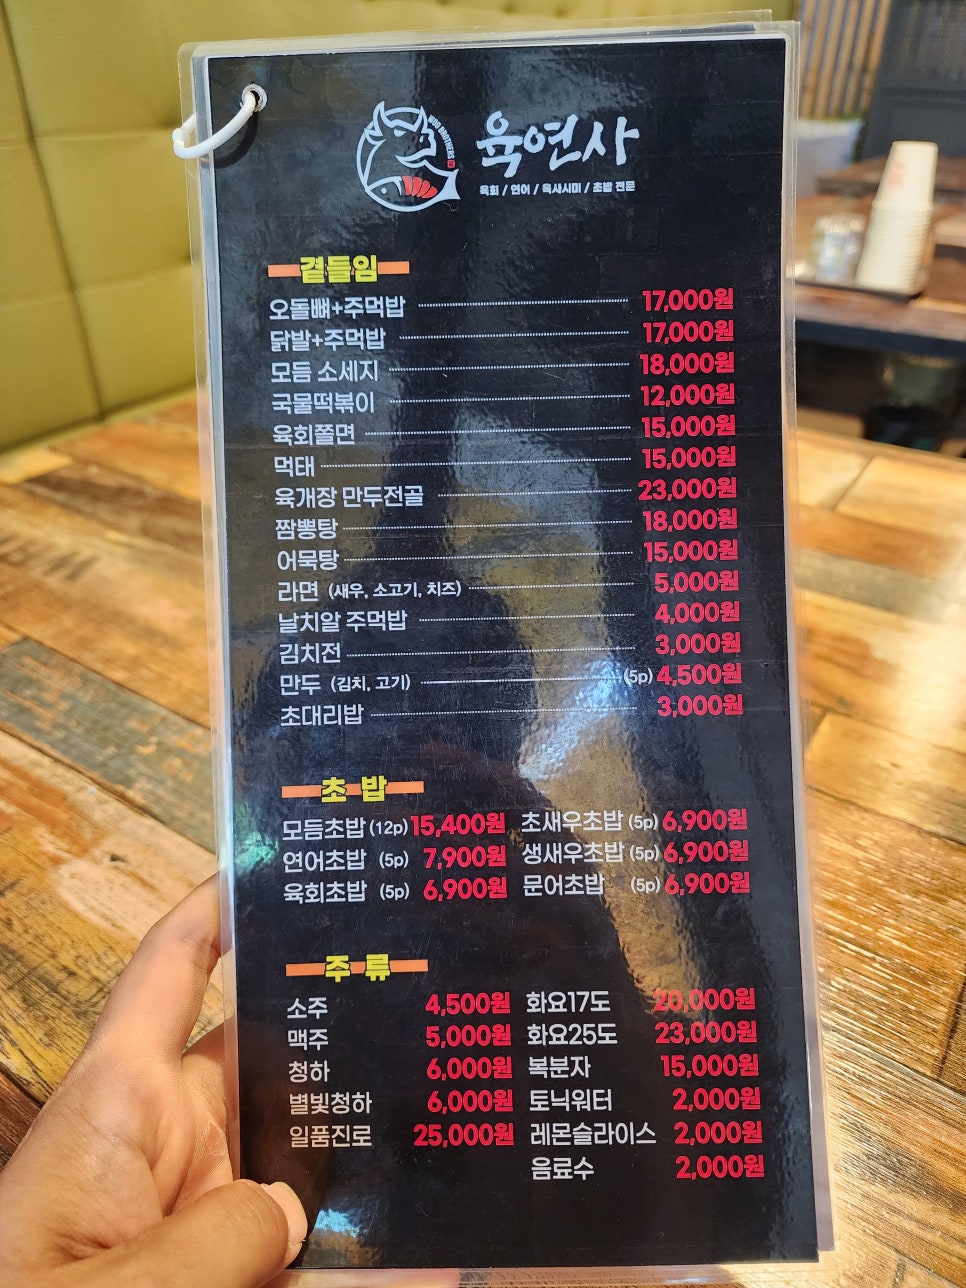 육연사
육회 / 연어 / 육사시미 / 초밥 전문
곁들임
오돌뼈+주먹밥 17,000원
닭발+주먹밥 17,000원
모듬 소세지 18,000원
국물떡볶이 12,000원
육회쫄면 15,000원
먹태 15,000원
육개장 만두전골 23,000원
짬뽕탕 18,000원
어묵탕 15,000원
라면 (새우, 소고기, 치즈) 5,000원
날치알 주먹밥 4,000원
김치전 3,000원
만두 (김치, 고기) (5p) 4,500원
초대리밥 3,000원
초 밥
모듬초밥 (12p) 15,400원 초새우초밥 (5p) 6,900원
연어초밥 (5p) 7,900원 생새우초밥 (5p) 6,900원
육회초밥 (5p) 6,900원 문어초밥 (5p) 6,900원
주 류
소주 4,500원 화요17도 20,000원
맥주 5,000원 화요25도 23,000원
청하 6,000원 복분자 15,000원
별빛청하 6,000원 토닉워터 2,000원
일품진로 25,000원 레몬슬라이스 2,000원
음료수 2,000원